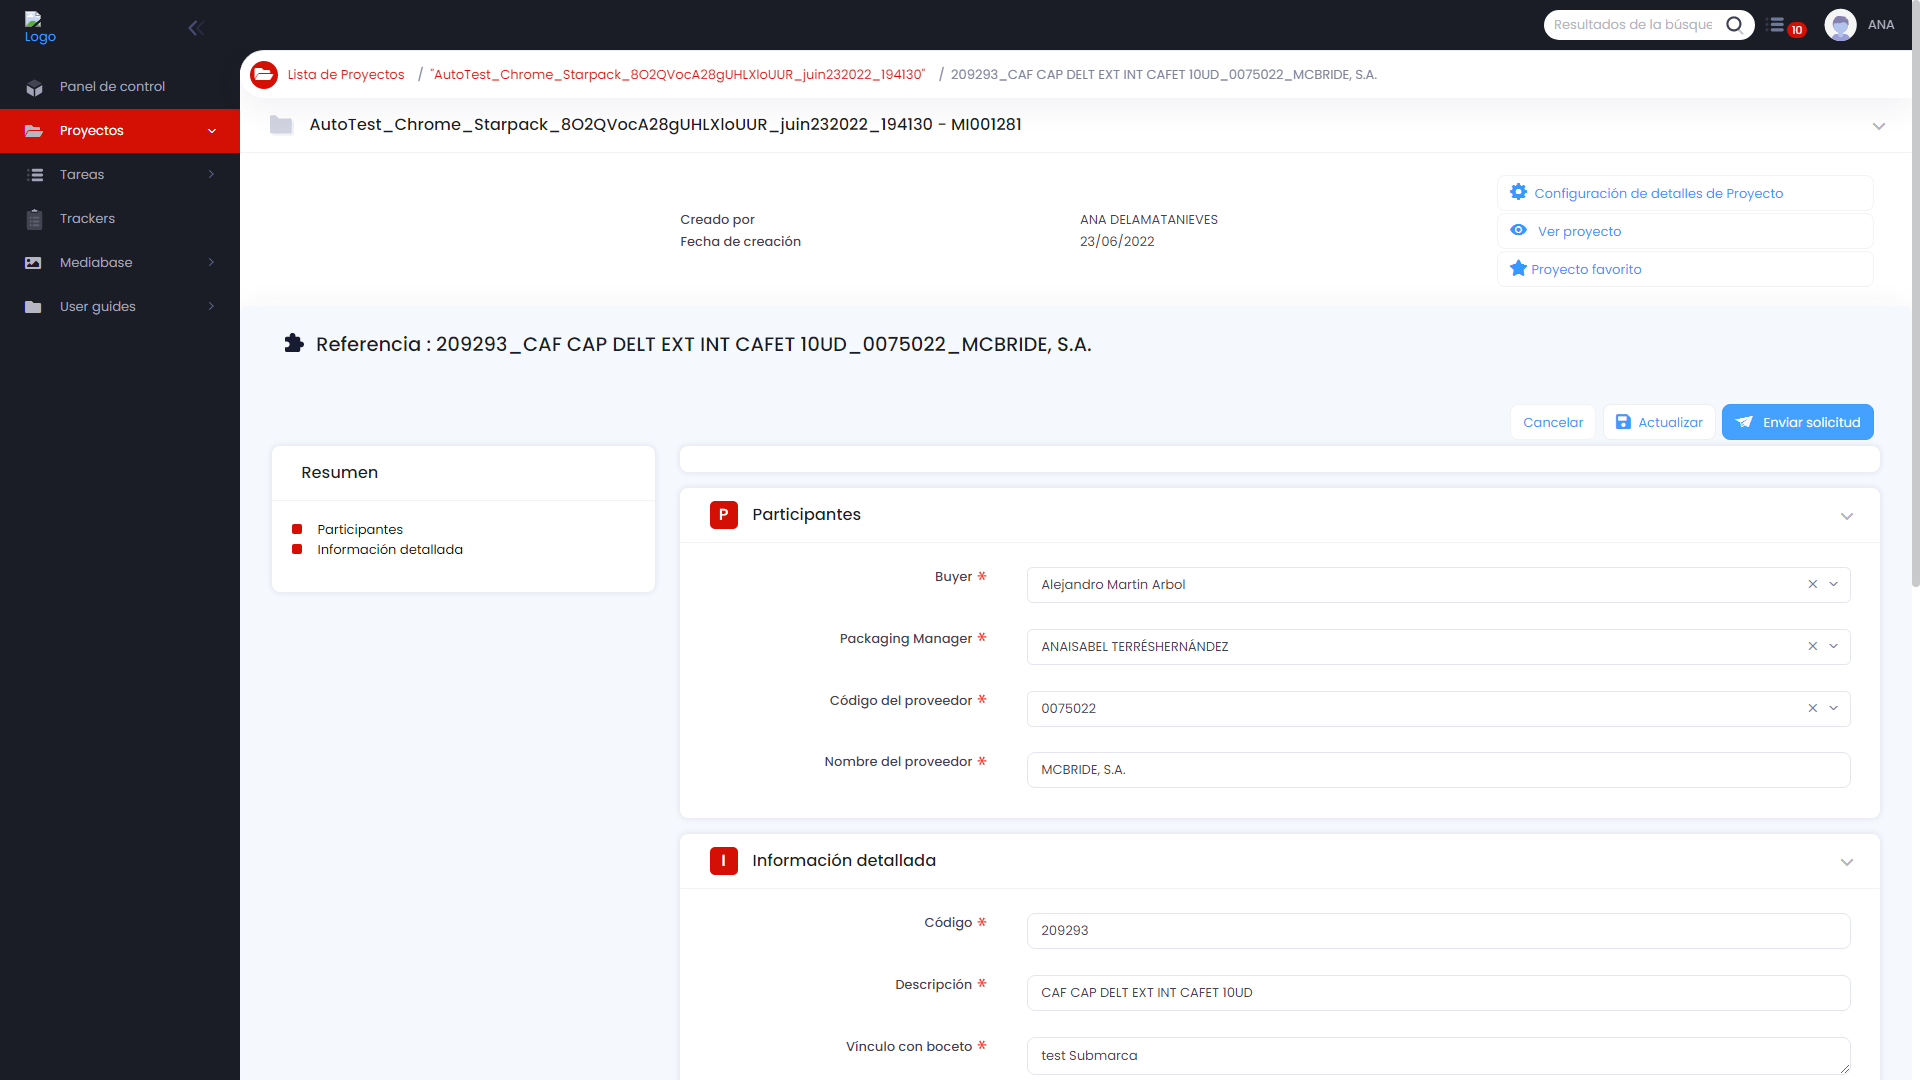 Logo
Resultados de la búsque
10
ANA
Panel de control
Proyectos
Tareas
Trackers
Mediabase
User guides
Lista de Proyectos / "AutoTest_Chrome_Starpack_8O2QVocA28gUHLXloUUR_juin232022_194130" / 209293_CAF CAP DELT EXT INT CAFET 10UD_0075022_MCBRIDE, S.A.
AutoTest_Chrome_Starpack_8O2QVocA28gUHLXloUUR_juin232022_194130 - MI001281
Creado por ANA DELAMATANIEVES
Fecha de creación 23/06/2022
Configuración de detalles de Proyecto
Ver proyecto
Proyecto favorito
Referencia : 209293_CAF CAP DELT EXT INT CAFET 10UD_0075022_MCBRIDE, S.A.
Cancelar
Actualizar
Enviar solicitud
Resumen
Participantes
Información detallada
P Participantes
Buyer * Alejandro Martin Arbol
Packaging Manager * ANAISABEL TERRÉSHERNÁNDEZ
Código del proveedor * 0075022
Nombre del proveedor * MCBRIDE, S.A.
I Información detallada
Código * 209293
Descripción * CAF CAP DELT EXT INT CAFET 10UD
Vínculo con boceto * test Submarca